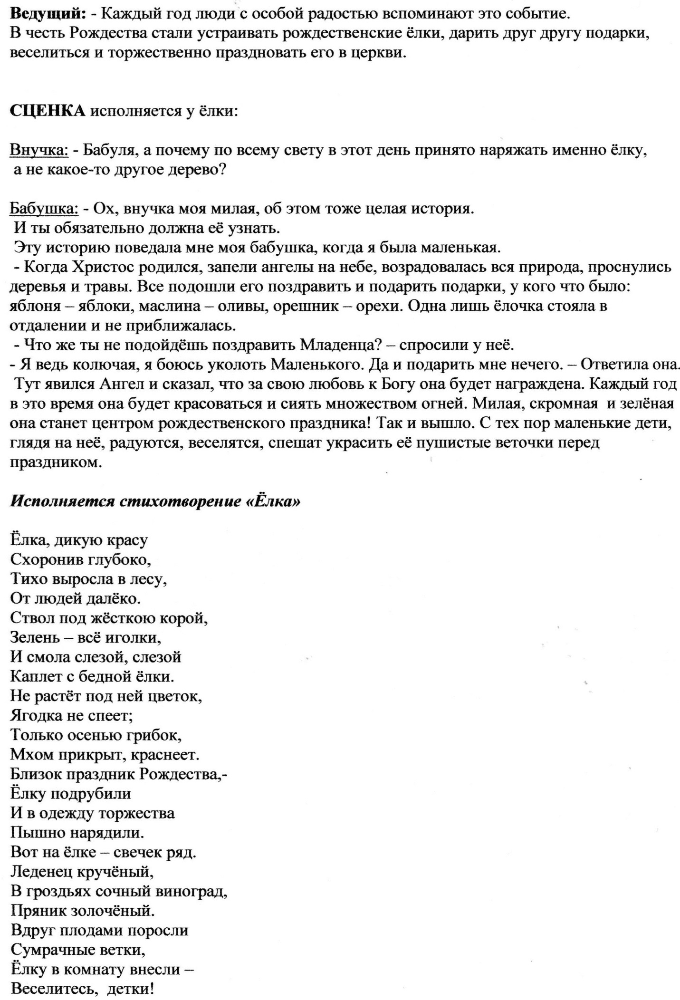 Ведущий: - Каждый год люди с особой радостью вспоминают это событие.
В честь Рождества стали устраивать рождественские ёлки, дарить друг другу подарки,
веселиться и торжественно праздновать его в церкви.
СЦЕНКА исполняется у ёлки:
Внучка: - Бабуля, а почему по всему свету в этот день принято наряжать именно ёлку,
а не какое-то другое дерево?
Бабушка: - Ох, внучка моя милая, об этом тоже целая история.
И ты обязательно должна её узнать.
Эту историю поведала мне моя бабушка, когда я была маленькая.
- Когда Христос родился, запели ангелы на небе, возрадовалась вся природа, проснулись
деревья и травы. Все подошли его поздравить и подарить подарки, у кого что было:
яблоня – яблоки, маслина – оливы, орешник – орехи. Одна лишь ёлочка стояла в
отдалении и не приближалась.
- Что же ты не подойдёшь поздравить Младенца? – спросили у неё.
- Я ведь колючая, я боюсь уколоть Маленького. Да и подарить мне нечего. – Ответила она.
Тут явился Ангел и сказал, что за свою любовь к Богу она будет награждена. Каждый год
в это время она будет красоваться и сиять множеством огней. Милая, скромная  и зелёная
она станет центром рождественского праздника! Так и вышло. С тех пор маленькие дети,
глядя на неё, радуются, веселятся, спешат украсить её пушистые веточки перед
праздником.
Исполняется стихотворение «Ёлка»
Ёлка, дикую красу
Схоронив глубоко,
Тихо выросла в лесу,
От людей далёко.
Ствол под жёсткою корой,
Зелень – всё иголки,
И смола слезой, слезой
Каплет с бедной ёлки.
Не растёт под ней цветок,
Ягодка не спеет;
Только осенью грибок,
Мхом прикрыт, краснеет.
Близок праздник Рождества,-
Ёлку подрубили
И в одежду торжества
Пышно нарядили.
Вот на ёлке – свечек ряд.
Леденец кручёный,
В гроздьях сочный виноград,
Пряник золочёный.
Вдруг плодами поросли
Сумрачные ветки,
Ёлку в комнату внесли –
Веселитесь,  детки!